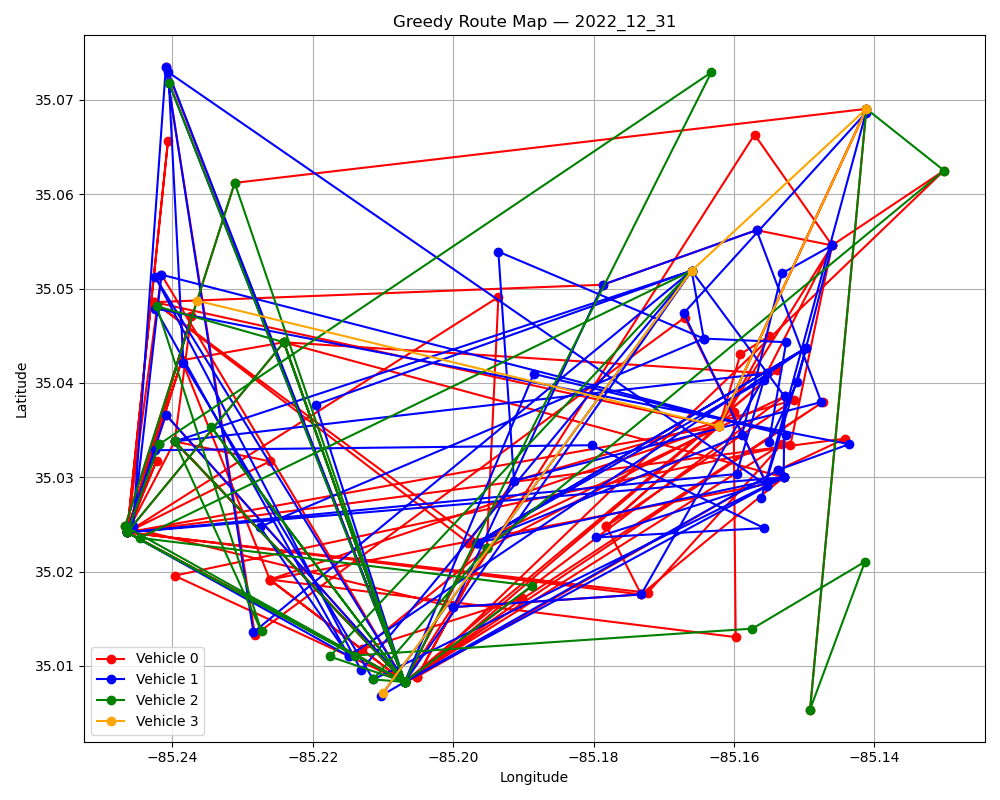 Greedy Route Map — 2022_12_31
Latitude
35.07
35.06
35.05
35.04
35.03
35.02
35.01
Vehicle 0
Vehicle 1
Vehicle 2
Vehicle 3
−85.24
−85.22
−85.20
−85.18
−85.16
−85.14
Longitude